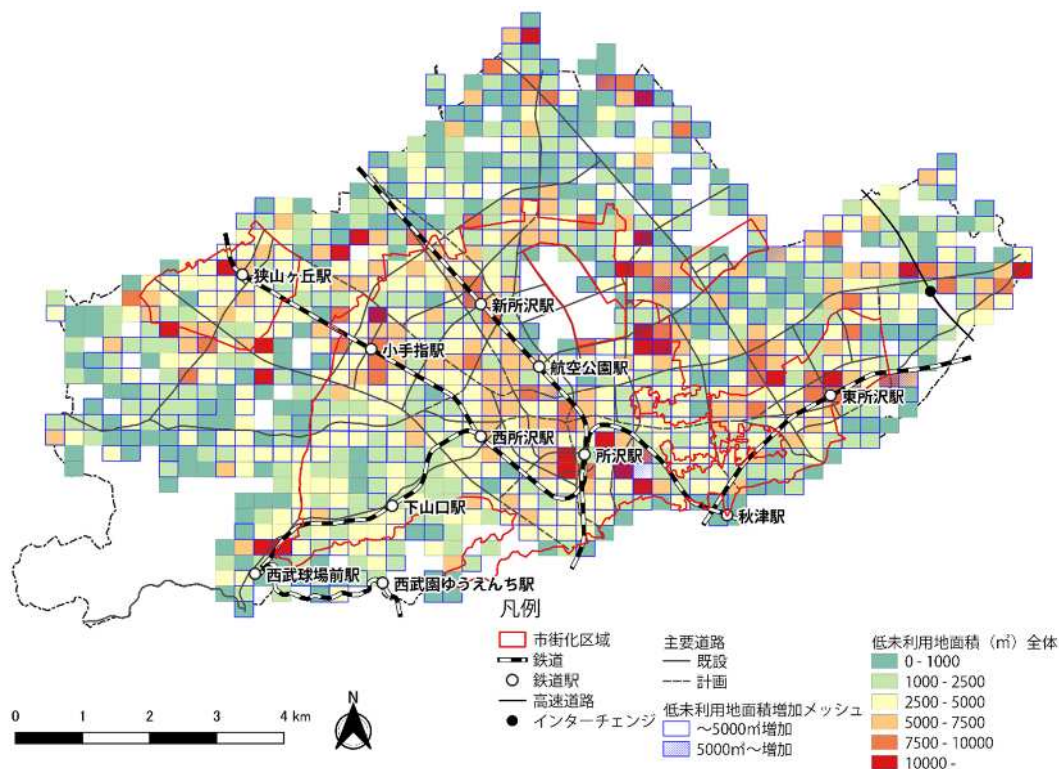 狭山ヶ丘駅
新所沢駅
小手指駅
航空公園駅
東所沢駅
西所沢駅
所沢駅
下山口駅
秋津駅
西武球場前駅
西武園ゆうえんち駅
凡例
市街化区域
鉄道
鉄道駅
高速道路
インターチェンジ
主要道路
既設
計画
低未利用地面積増加メッシュ
～5000㎡増加
5000㎡～増加
低未利用地面積（㎡）全体
0 - 1000
1000 - 2500
2500 - 5000
5000 - 7500
7500 - 10000
10000 -
N
0 1 2 3 4 km